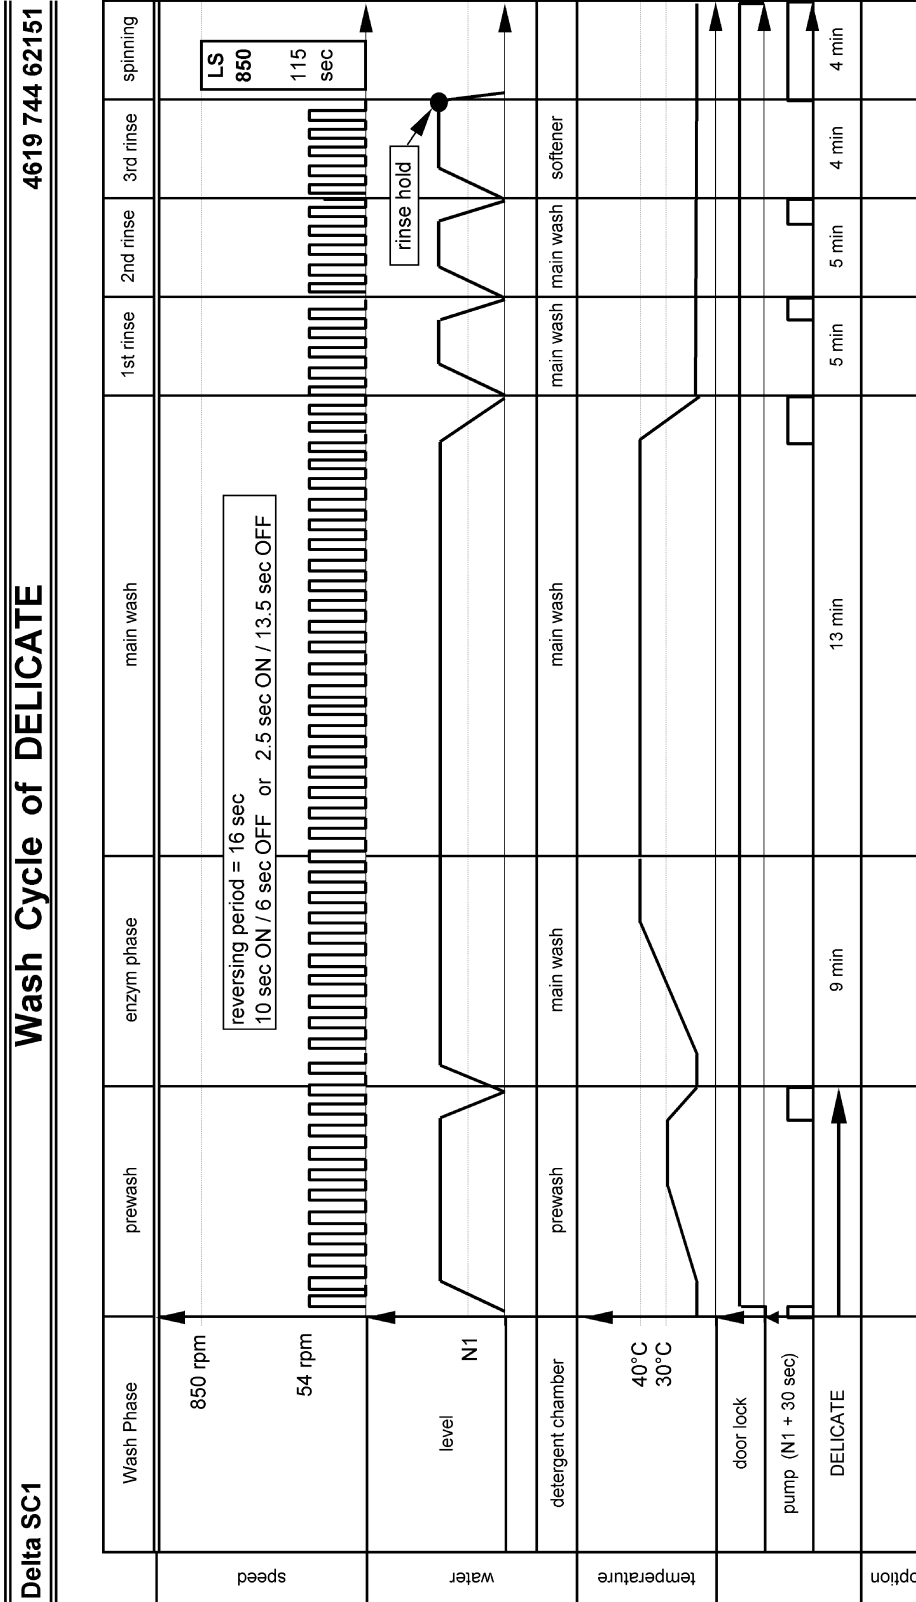 Delta SC1
Wash Cycle of DELICATE
4619 744 62151
Wash Phase
prewash
enzym phase
main wash
1st rinse
2nd rinse
3rd rinse
spinning
speed
850 rpm
54 rpm
reversing period = 16 sec
10 sec ON / 6 sec OFF or 2.5 sec ON / 13.5 sec OFF
LS
850
115
sec
water
level
N1
rinse hold
detergent chamber
prewash
main wash
main wash
main wash
main wash
softener
temperature
40°C
30°C
door lock
pump (N1 + 30 sec)
DELICATE
9 min
13 min
5 min
5 min
4 min
4 min
option